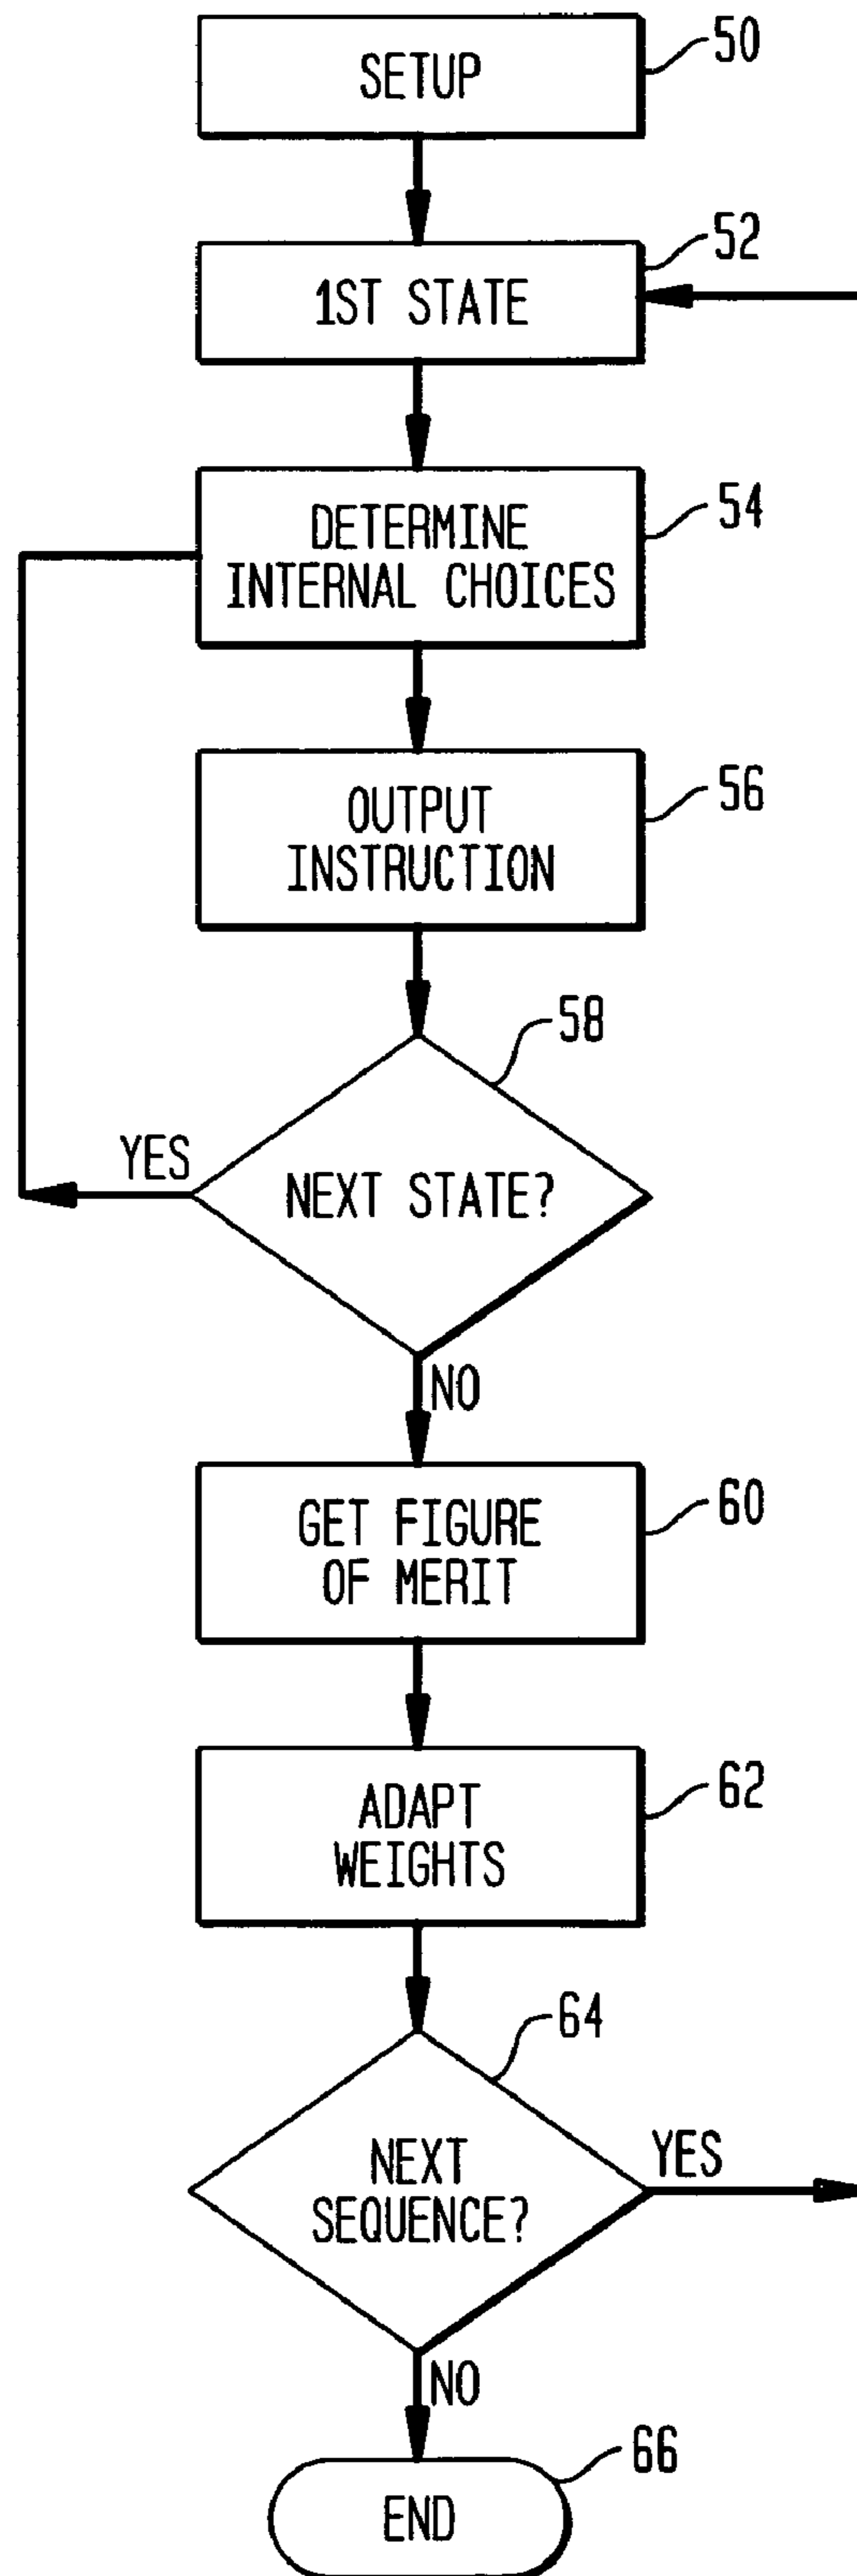 SETUP
50
1ST STATE
52
DETERMINE
INTERNAL CHOICES
54
OUTPUT
INSTRUCTION
56
58
NEXT STATE?
YES
NO
GET FIGURE
OF MERIT
60
ADAPT
WEIGHTS
62
64
NEXT
SEQUENCE?
YES
NO
66
END